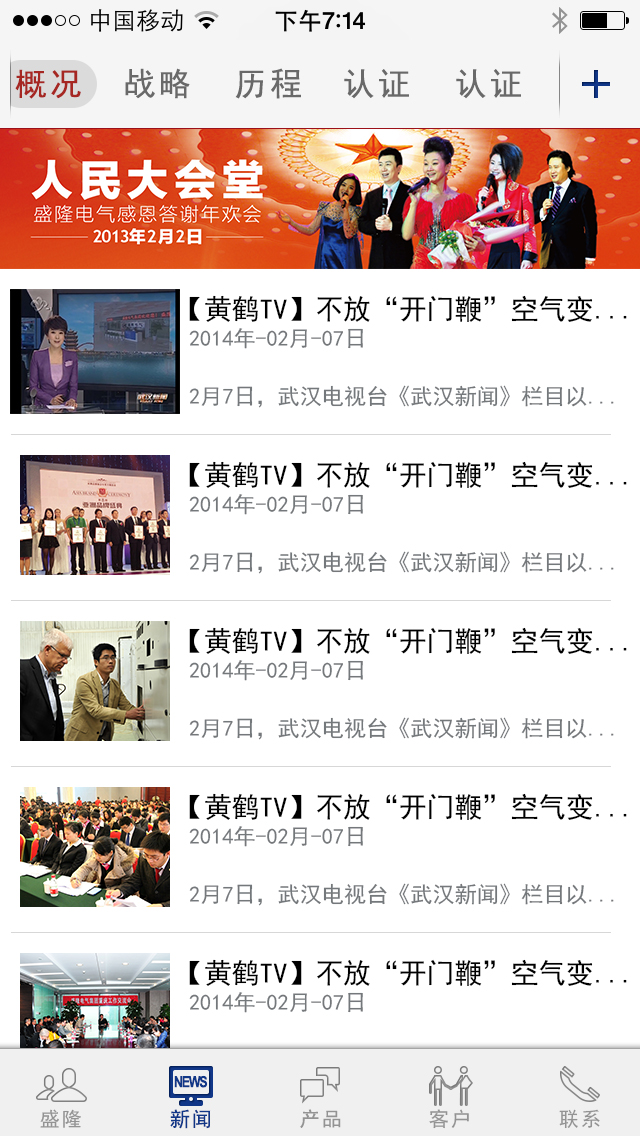 中国移动 下午7:14
概况 战略 历程 认证 认证
人民大会堂
盛隆电气感恩答谢年欢会
2013年2月2日
【黄鹤TV】不放“开门鞭”空气变...
2014年-02月-07日
2月7日，武汉电视台《武汉新闻》栏目以...
武汉新闻
【黄鹤TV】不放“开门鞭”空气变...
2014年-02月-07日
2月7日，武汉电视台《武汉新闻》栏目以...
亚洲品牌盛典
【黄鹤TV】不放“开门鞭”空气变...
2014年-02月-07日
2月7日，武汉电视台《武汉新闻》栏目以...
【黄鹤TV】不放“开门鞭”空气变...
2014年-02月-07日
2月7日，武汉电视台《武汉新闻》栏目以...
【黄鹤TV】不放“开门鞭”空气变...
2014年-02月-07日
NEWS
盛隆 新闻 产品 客户 联系